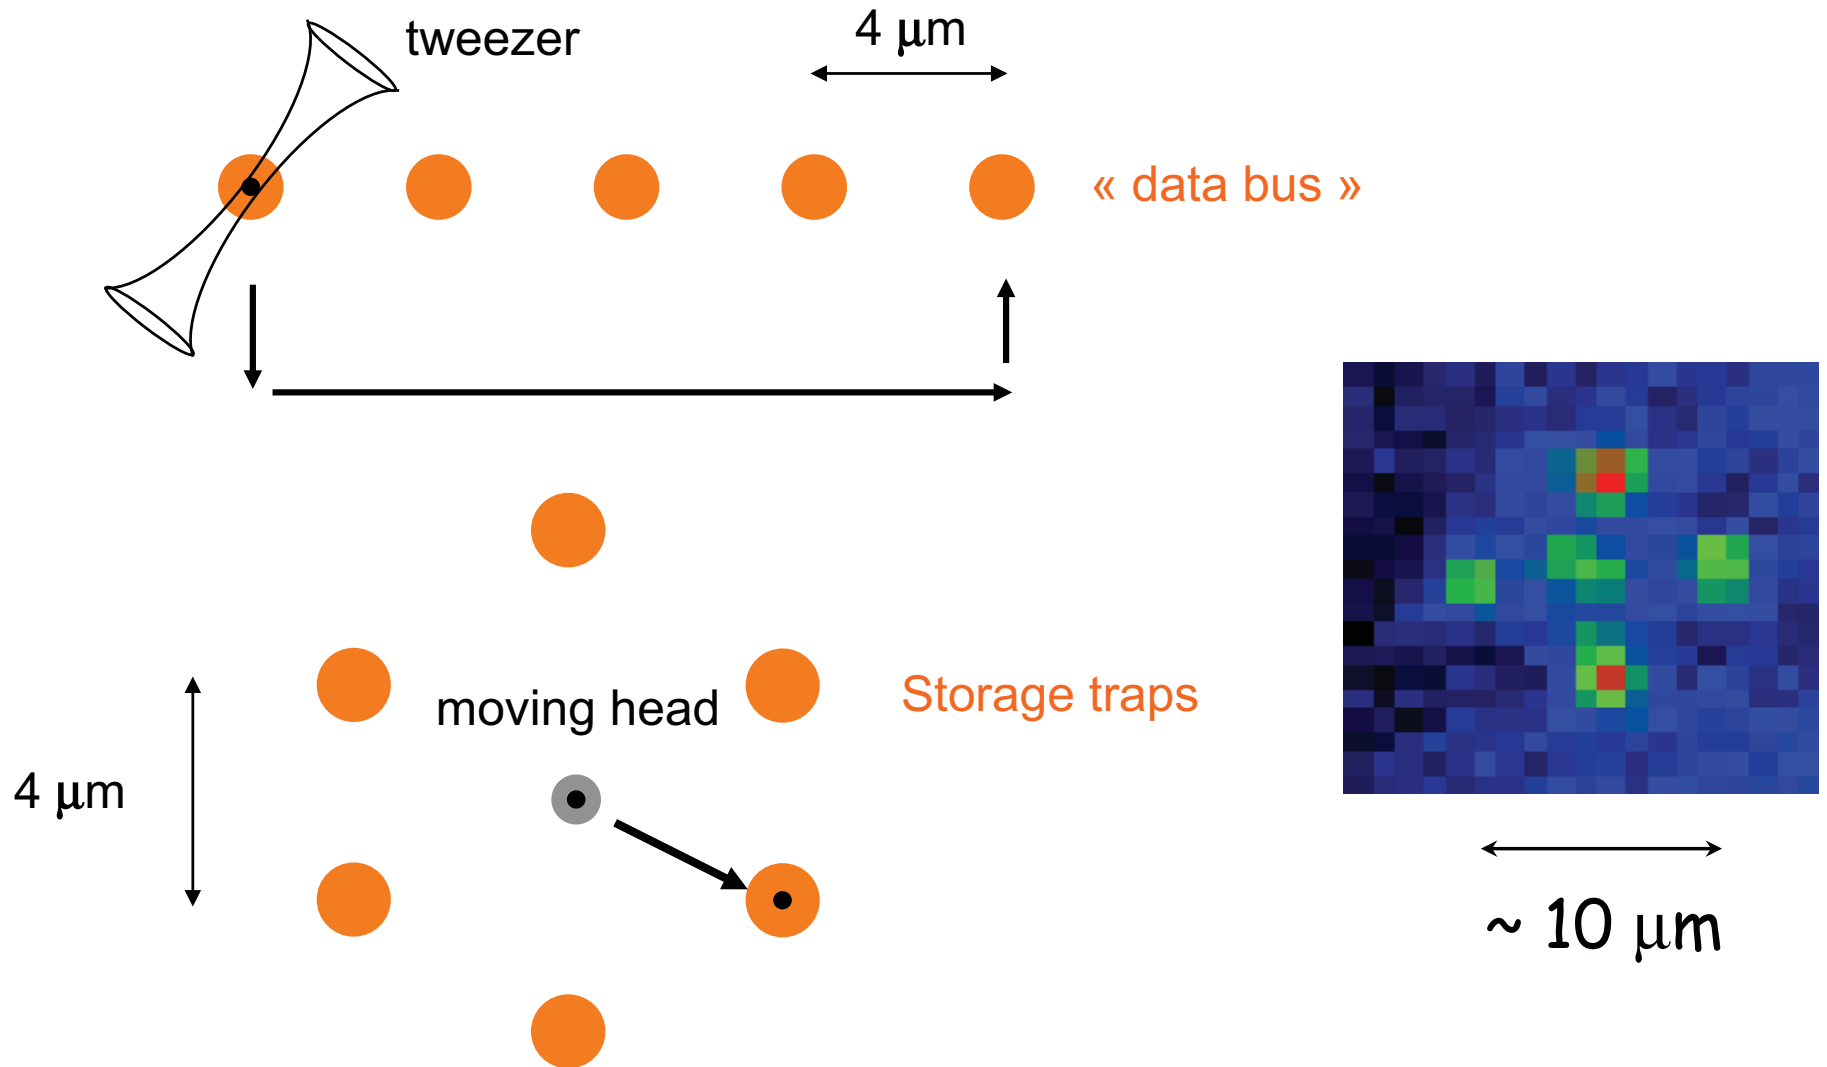 tweezer
4 μm
« data bus »
moving head
Storage traps
4 μm
~ 10 μm